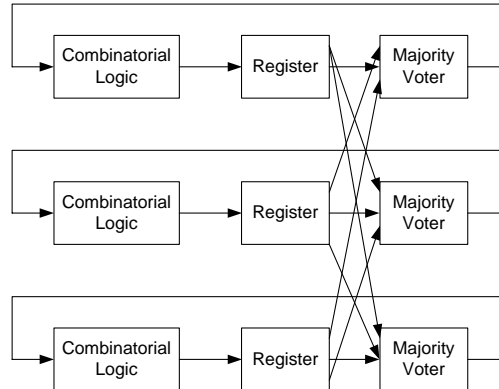 Combinatorial
Logic
Register
Majority
Voter
Combinatorial
Logic
Register
Majority
Voter
Combinatorial
Logic
Register
Majority
Voter